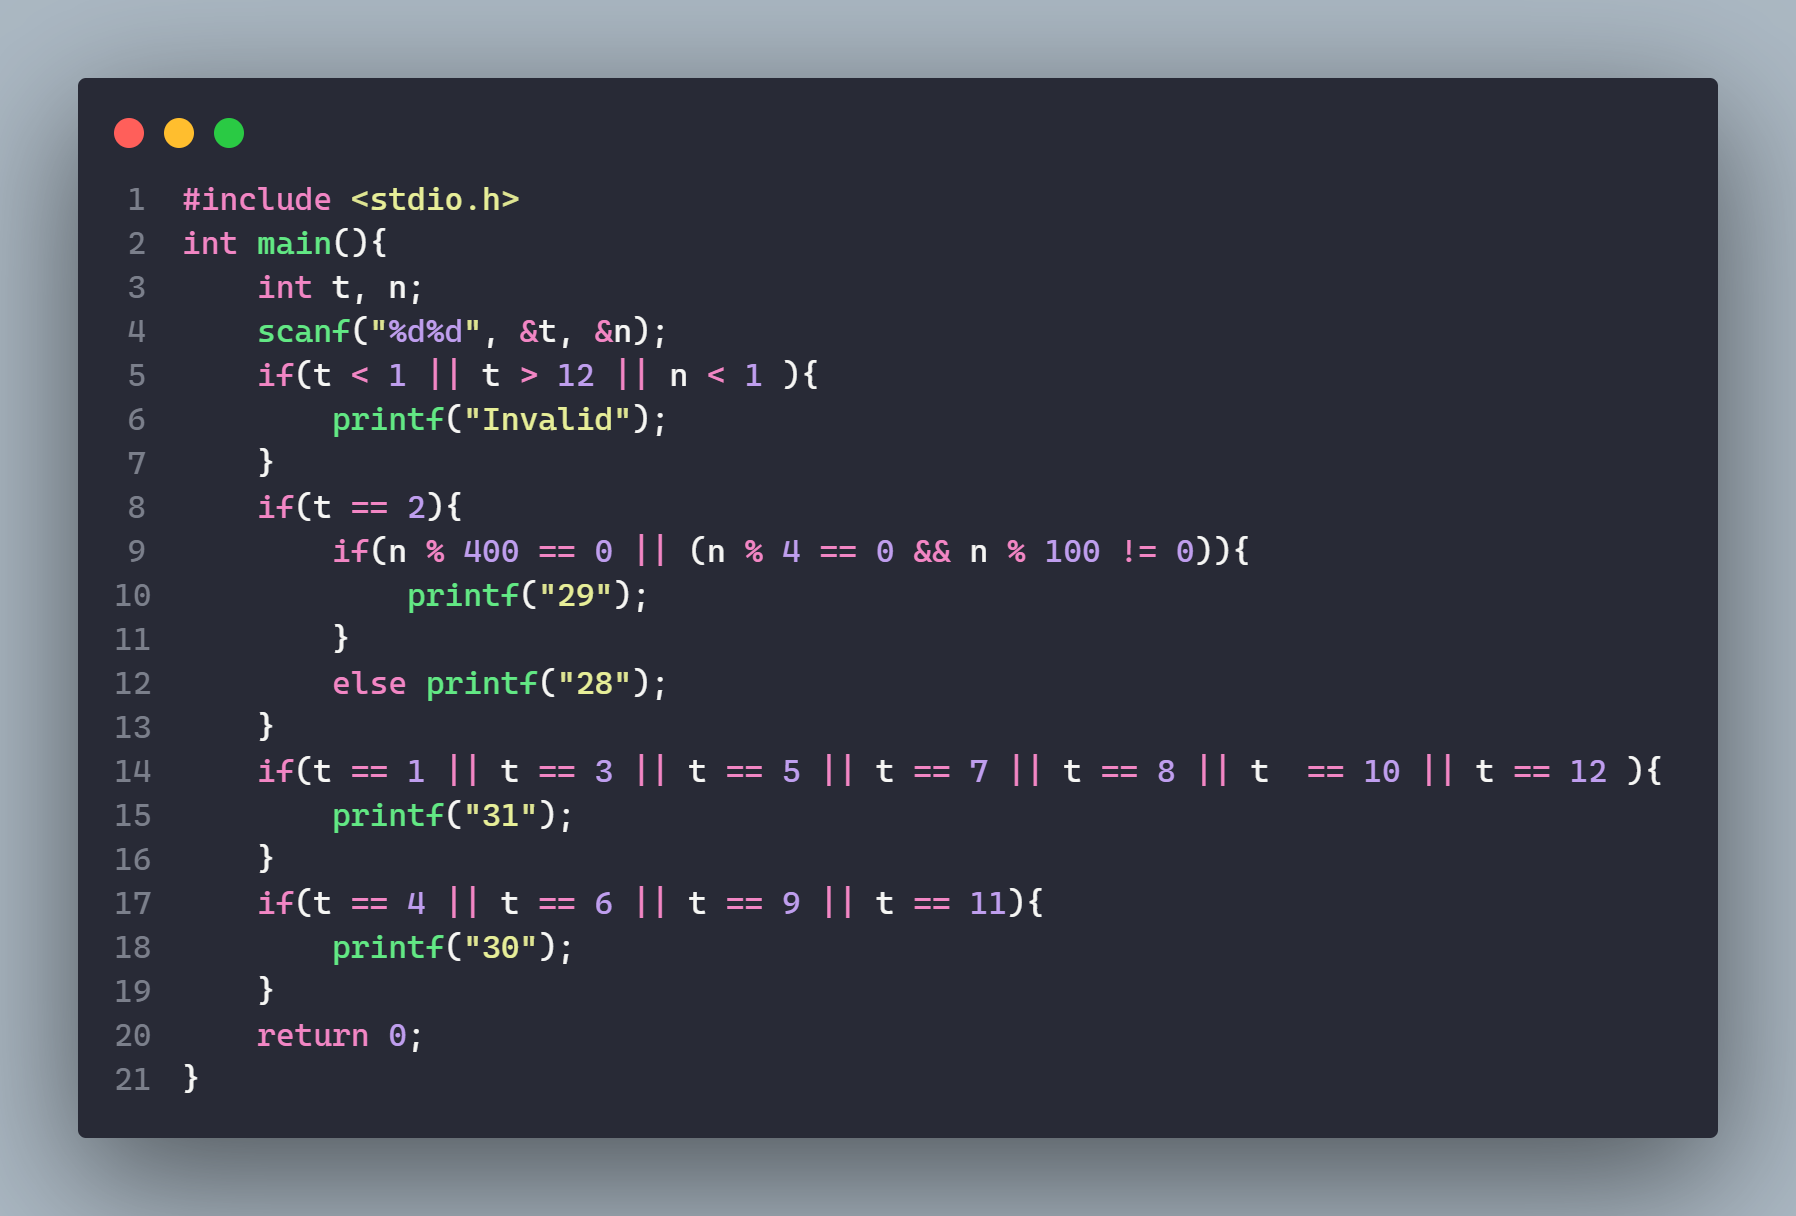 1 #include <stdio.h>
2 int main(){
3     int t, n;
4     scanf("%d%d", &t, &n);
5     if(t < 1 || t > 12 || n < 1 ){
6         printf("Invalid");
7     }
8     if(t == 2){
9         if(n % 400 == 0 || (n % 4 == 0 && n % 100 != 0)){
10             printf("29");
11         }
12         else printf("28");
13     }
14     if(t == 1 || t == 3 || t == 5 || t == 7 || t == 8 || t  == 10 || t == 12 ){
15         printf("31");
16     }
17     if(t == 4 || t == 6 || t == 9 || t == 11){
18         printf("30");
19     }
20     return 0;
21 }